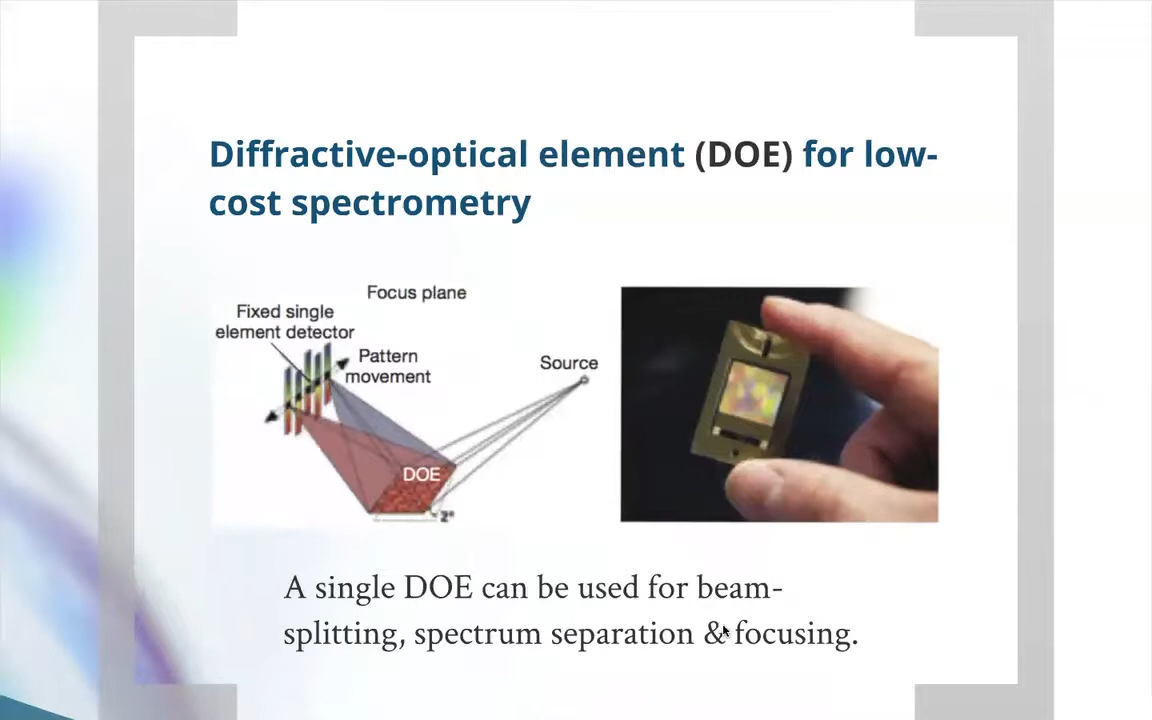 Diffractive-optical element (DOE) for low-
cost spectrometry
Focus plane
Fixed single
element detector
Pattern
movement
Source
DOE
2°
A single DOE can be used for beam-
splitting, spectrum separation & focusing.